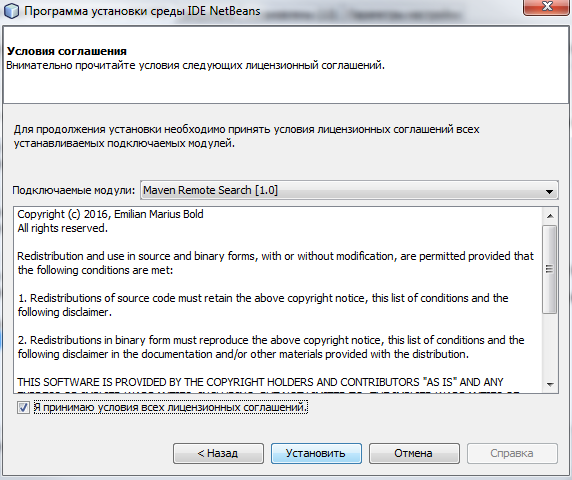 Программа установки среды IDE NetBeans
Условия соглашения
Внимательно прочитайте условия следующих лицензионный соглашений.
Для продолжения установки необходимо принять условия лицензионных соглашений всех
устанавливаемых подключаемых модулей.
Подключаемые модули: Maven Remote Search [1.0]
Copyright (c) 2016, Emilian Marius Bold
All rights reserved.
Redistribution and use in source and binary forms, with or without modification, are permitted provided that
the following conditions are met:
1. Redistributions of source code must retain the above copyright notice, this list of conditions and the
following disclaimer.
2. Redistributions in binary form must reproduce the above copyright notice, this list of conditions and the
following disclaimer in the documentation and/or other materials provided with the distribution.
THIS SOFTWARE IS PROVIDED BY THE COPYRIGHT HOLDERS AND CONTRIBUTORS "AS IS" AND ANY
Я принимаю условия всех лицензионных соглашений.
< Назад Установить Отмена Справка